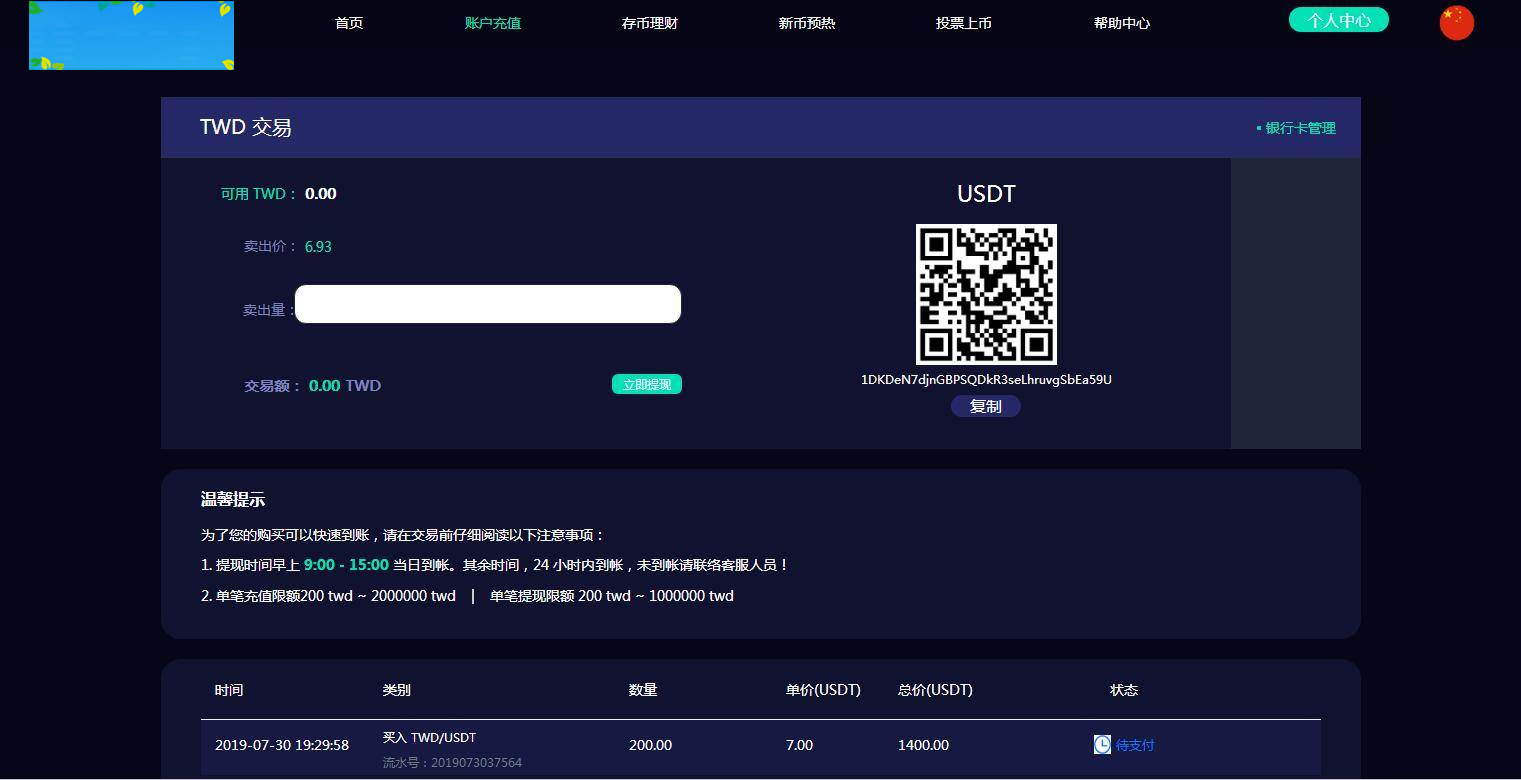 首页 账户充值 存币理财 新币预热 投票上币 帮助中心 个人中心
TWD 交易
• 银行卡管理
可用 TWD： 0.00
卖出价： 6.93
卖出量：
交易额： 0.00 TWD
立即提现
USDT
1DKDeN7djnGBPSQDkR3seLhruvgSbEa59U
复制
温馨提示
为了您的购买可以快速到账，请在交易前仔细阅读以下注意事项：
1. 提现时间早上 9:00 - 15:00 当日到帐。其余时间，24 小时内到帐，未到帐请联络客服人员！
2. 单笔充值限额200 twd ~ 2000000 twd | 单笔提现限额 200 twd ~ 1000000 twd
时间 类别 数量 单价(USDT) 总价(USDT) 状态
2019-07-30 19:29:58 买入 TWD/USDT 200.00 7.00 1400.00 待支付
流水号：2019073037564